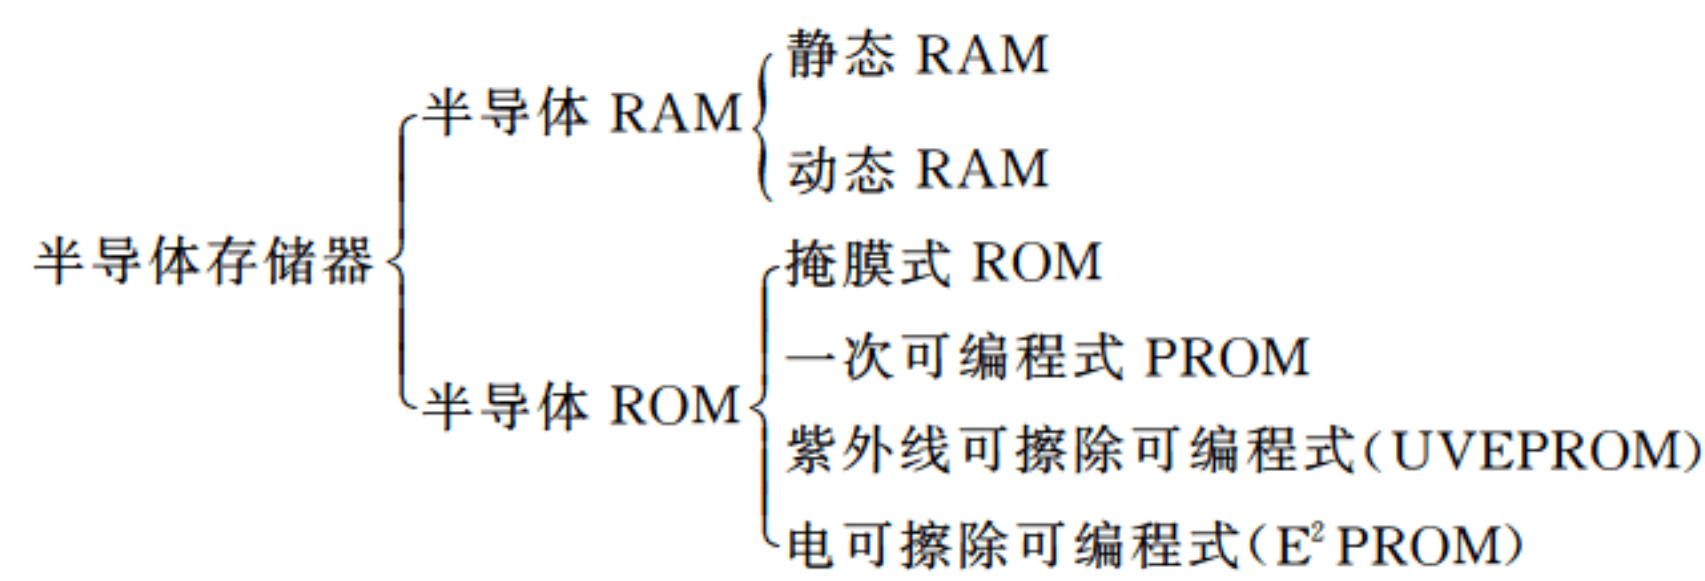 半导体存储器
半导体 RAM
静态 RAM
动态 RAM
半导体 ROM
掩膜式 ROM
一次可编程式 PROM
紫外线可擦除可编程式(UVEPROM)
电可擦除可编程式(E²PROM)